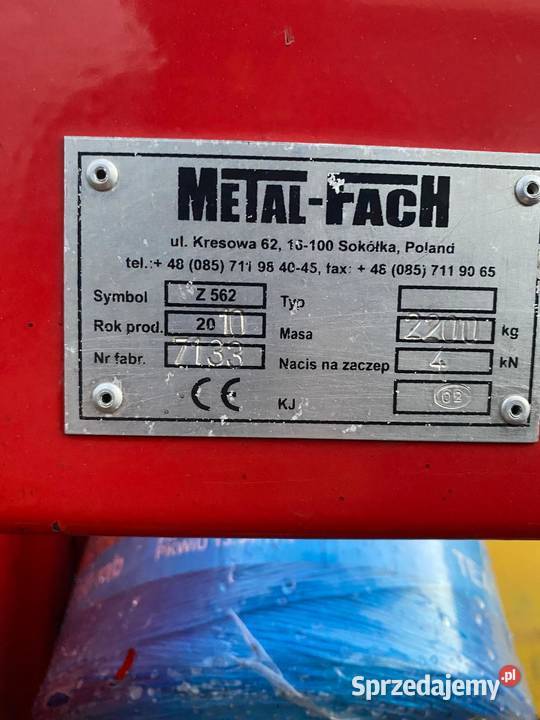 METAL-FACH
ul. Kresowa 62, 16-100 Sokółka, Poland
tel.:+ 48 (085) 711 98 40-45, fax: + 48 (085) 711 90 65
Symbol Z 562 Typ
Rok prod. 2010 Masa 2200 kg
Nr fabr. 7133 Nacis na zaczep 4 kN
CE KJ 02
Sprzedajemy.pl